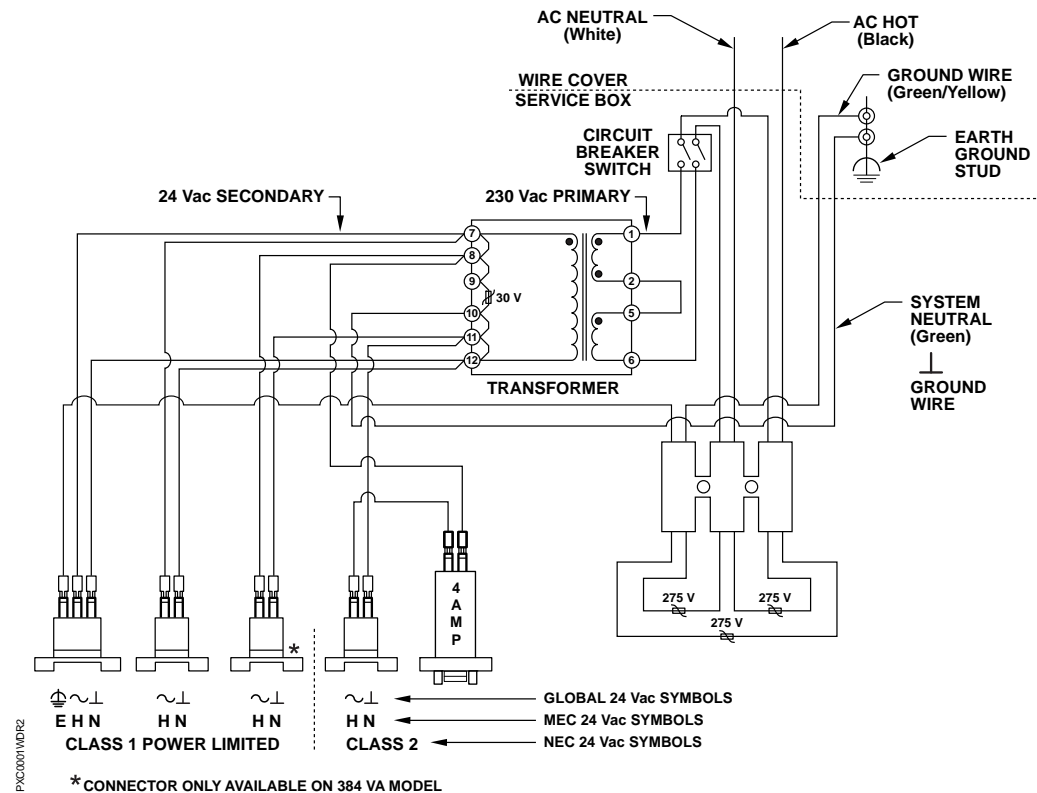 AC NEUTRAL
(White)
AC HOT
(Black)
WIRE COVER
SERVICE BOX
GROUND WIRE
(Green/Yellow)
CIRCUIT
BREAKER
SWITCH
EARTH
GROUND
STUD
24 Vac SECONDARY
230 Vac PRIMARY
7
8
9
10
11
12
30 V
1
2
5
6
TRANSFORMER
SYSTEM
NEUTRAL
(Green)
GROUND
WIRE
4
A
M
P
275 V
275 V
275 V
*
GLOBAL 24 Vac SYMBOLS
E H N
H N
H N
H N
MEC 24 Vac SYMBOLS
CLASS 1 POWER LIMITED
CLASS 2
NEC 24 Vac SYMBOLS
PXC0001WDR2
* CONNECTOR ONLY AVAILABLE ON 384 VA MODEL